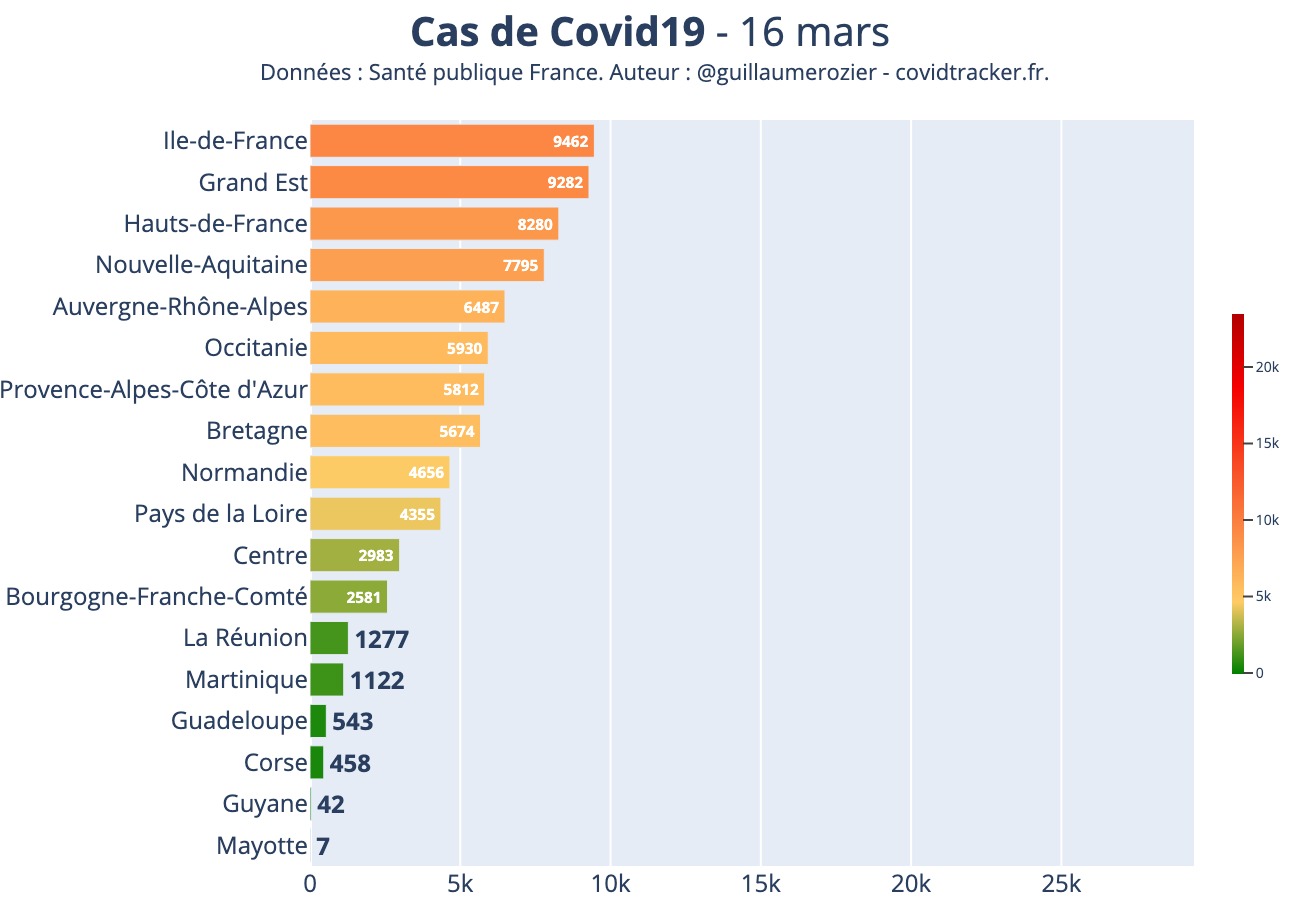 Cas de Covid19 - 16 mars
Données : Santé publique France. Auteur : @guillaumerozier - covidtracker.fr.
Ile-de-France 9462
Grand Est 9282
Hauts-de-France 8280
Nouvelle-Aquitaine 7795
Auvergne-Rhône-Alpes 6487
Occitanie 5930
Provence-Alpes-Côte d'Azur 5812
Bretagne 5674
Normandie 4656
Pays de la Loire 4355
Centre 2983
Bourgogne-Franche-Comté 2581
La Réunion 1277
Martinique 1122
Guadeloupe 543
Corse 458
Guyane 42
Mayotte 7
0 5k 10k 15k 20k 25k
20k
15k
10k
5k
0